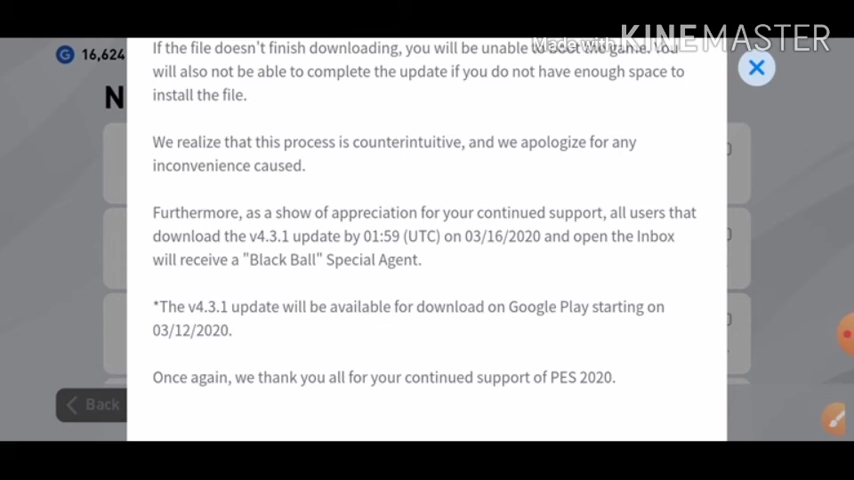 Made with KINEMASTER
G 16,624
If the file doesn't finish downloading, you will be unable to boot the game. You
will also not be able to complete the update if you do not have enough space to
install the file.
N
We realize that this process is counterintuitive, and we apologize for any
inconvenience caused.
Furthermore, as a show of appreciation for your continued support, all users that
download the v4.3.1 update by 01:59 (UTC) on 03/16/2020 and open the Inbox
will receive a "Black Ball" Special Agent.
*The v4.3.1 update will be available for download on Google Play starting on
03/12/2020.
Once again, we thank you all for your continued support of PES 2020.
Back